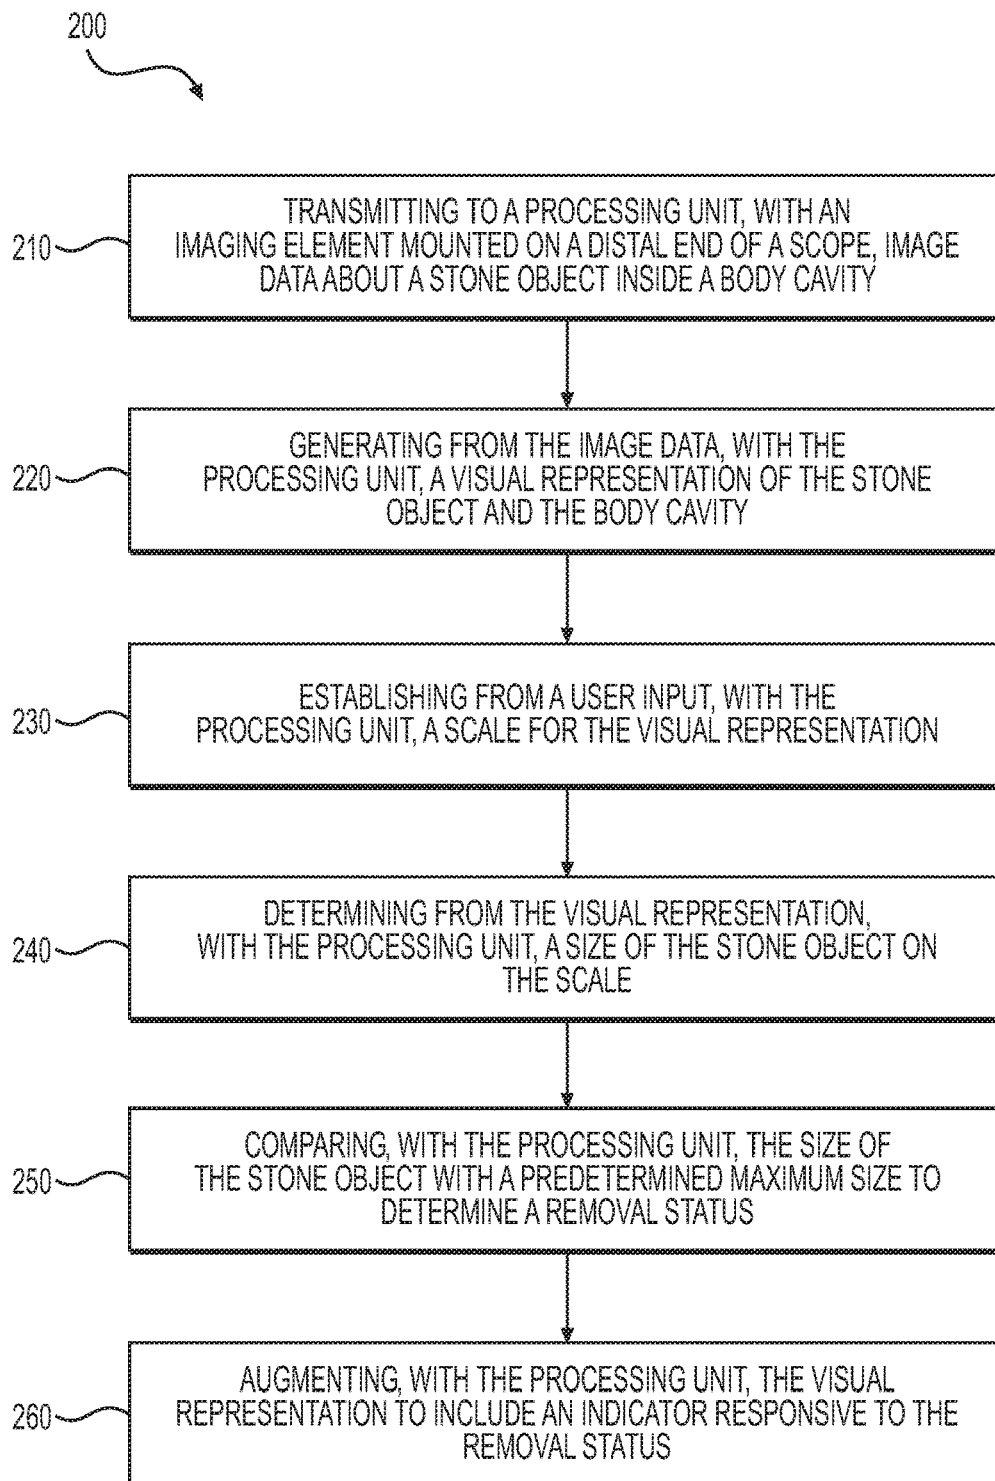 200
210
TRANSMITTING TO A PROCESSING UNIT, WITH AN
IMAGING ELEMENT MOUNTED ON A DISTAL END OF A SCOPE, IMAGE
DATA ABOUT A STONE OBJECT INSIDE A BODY CAVITY
220
GENERATING FROM THE IMAGE DATA, WITH THE
PROCESSING UNIT, A VISUAL REPRESENTATION OF THE STONE
OBJECT AND THE BODY CAVITY
230
ESTABLISHING FROM A USER INPUT, WITH THE
PROCESSING UNIT, A SCALE FOR THE VISUAL REPRESENTATION
240
DETERMINING FROM THE VISUAL REPRESENTATION,
WITH THE PROCESSING UNIT, A SIZE OF THE STONE OBJECT ON
THE SCALE
250
COMPARING, WITH THE PROCESSING UNIT, THE SIZE OF
THE STONE OBJECT WITH A PREDETERMINED MAXIMUM SIZE TO
DETERMINE A REMOVAL STATUS
260
AUGMENTING, WITH THE PROCESSING UNIT, THE VISUAL
REPRESENTATION TO INCLUDE AN INDICATOR RESPONSIVE TO THE
REMOVAL STATUS